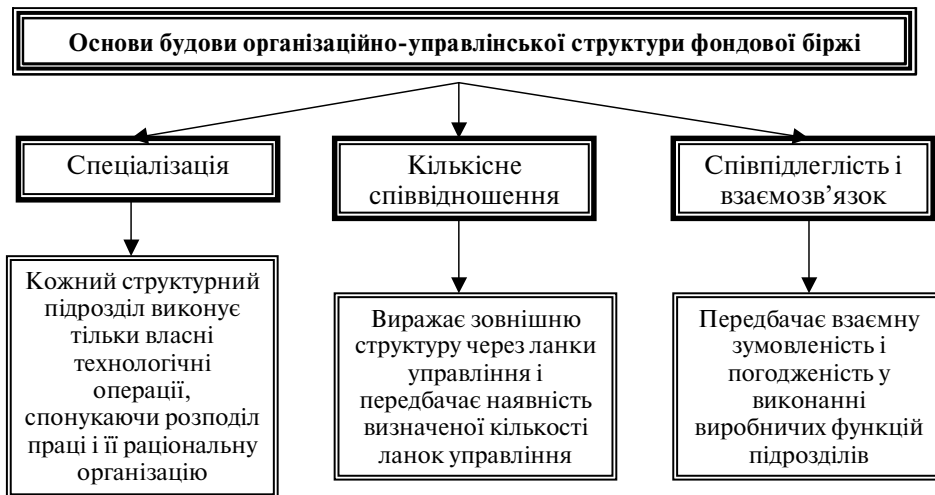 Основи будови організаційно-управлінської структури фондової біржі
Спеціалізація
Кількісне
співвідношення
Співпідлеглість і
взаємозв’язок
Кожний структурний
підрозділ виконує
тільки власні
технологічні
операції,
спонукаючи розподіл
праці і її раціональну
організацію
Виражає зовнішню
структуру через ланки
управління і
передбачає наявність
визначеної кількості
ланок управління
Передбачає взаємну
зумовленість і
погодженість у
виконанні
виробничих функцій
підрозділів